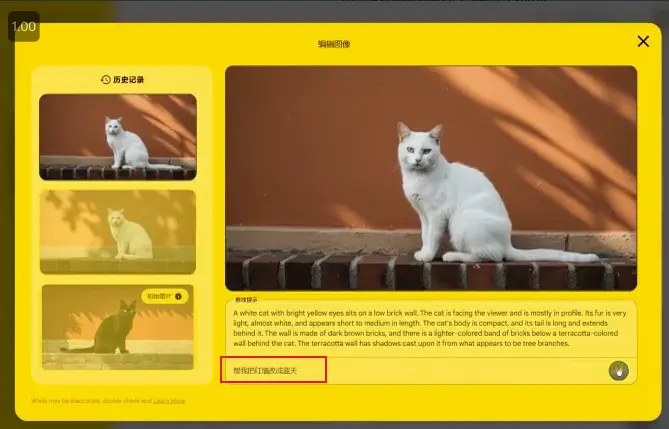 1.00
编辑图像
历史记录
初始图片
修改提示
A white cat with bright yellow eyes sits on a low brick wall. The cat is facing the viewer and is mostly in profile. Its fur is very
light, almost white, and appears short to medium in length. The cat's body is compact, and its tail is long and extends
behind it. The wall is made of dark brown bricks, and there is a lighter-colored band of bricks below a terracotta-colored
wall behind the cat. The terracotta wall has shadows cast upon it from what appears to be tree branches.
帮我把红墙改成蓝天
Whisk may be inaccurate, double check and Learn More